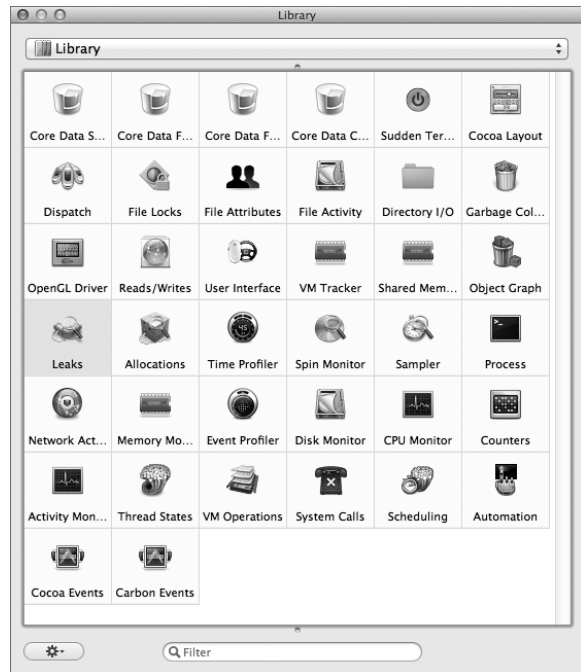 Library
Library
Core Data S... Core Data F... Core Data F... Core Data C... Sudden Ter... Cocoa Layout
Dispatch File Locks File Attributes File Activity Directory I/O Garbage Col...
OpenGL Driver Reads/Writes User Interface VM Tracker Shared Mem... Object Graph
Leaks Allocations Time Profiler Spin Monitor Sampler Process
Network Act... Memory Mo... Event Profiler Disk Monitor CPU Monitor Counters
Activity Mon... Thread States VM Operations System Calls Scheduling Automation
Cocoa Events Carbon Events
Filter